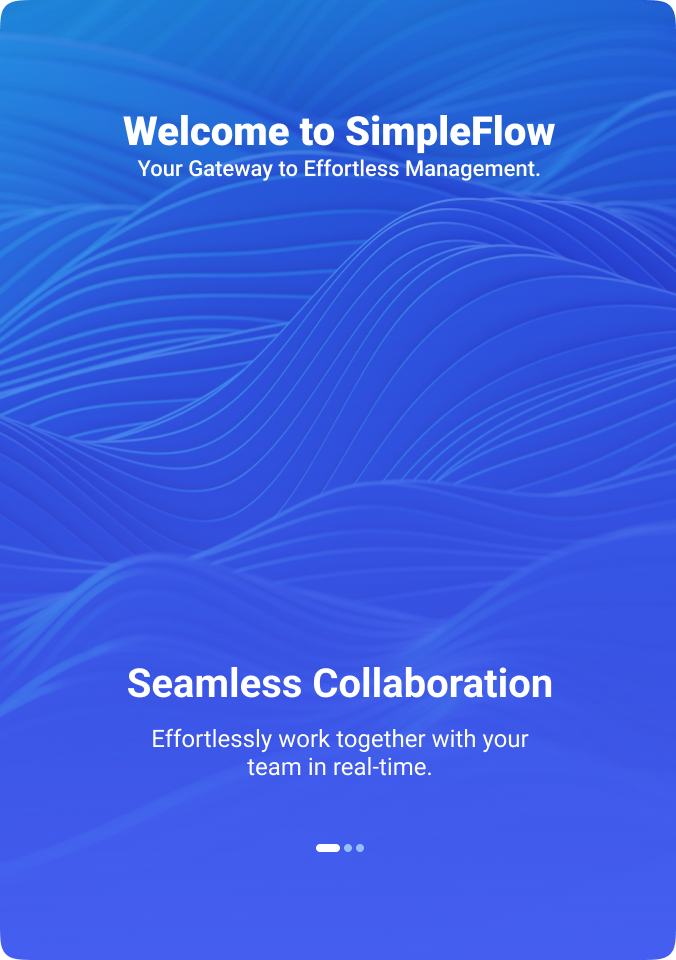 Welcome to SimpleFlow
Your Gateway to Effortless Management.
Seamless Collaboration
Effortlessly work together with your
team in real-time.